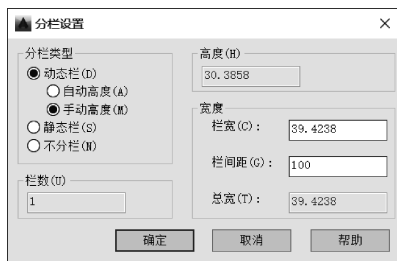 分栏设置
分栏类型
动态栏(D)
自动高度(A)
手动高度(M)
静态栏(S)
不分栏(N)
栏数(U)
1
高度(H)
30.3858
宽度
栏宽(C): 39.4238
栏间距(G): 100
总宽(T): 39.4238
确定 取消 帮助